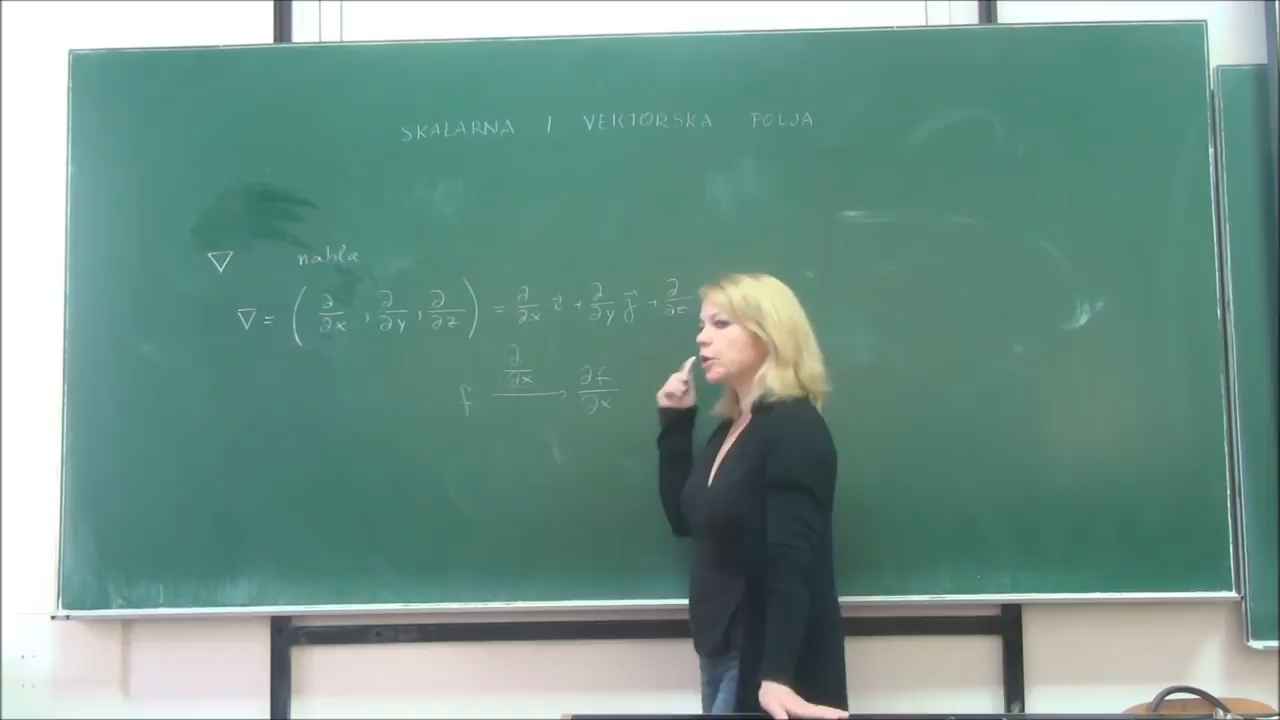 SKALARNA I VEKTORSKA POLJA
∇ nabla
∇ = ( ∂/∂x , ∂/∂y , ∂/∂z ) = ∂/∂x i⃗ + ∂/∂y j⃗ + ∂/∂z
f —∂/∂x→ ∂f/∂x